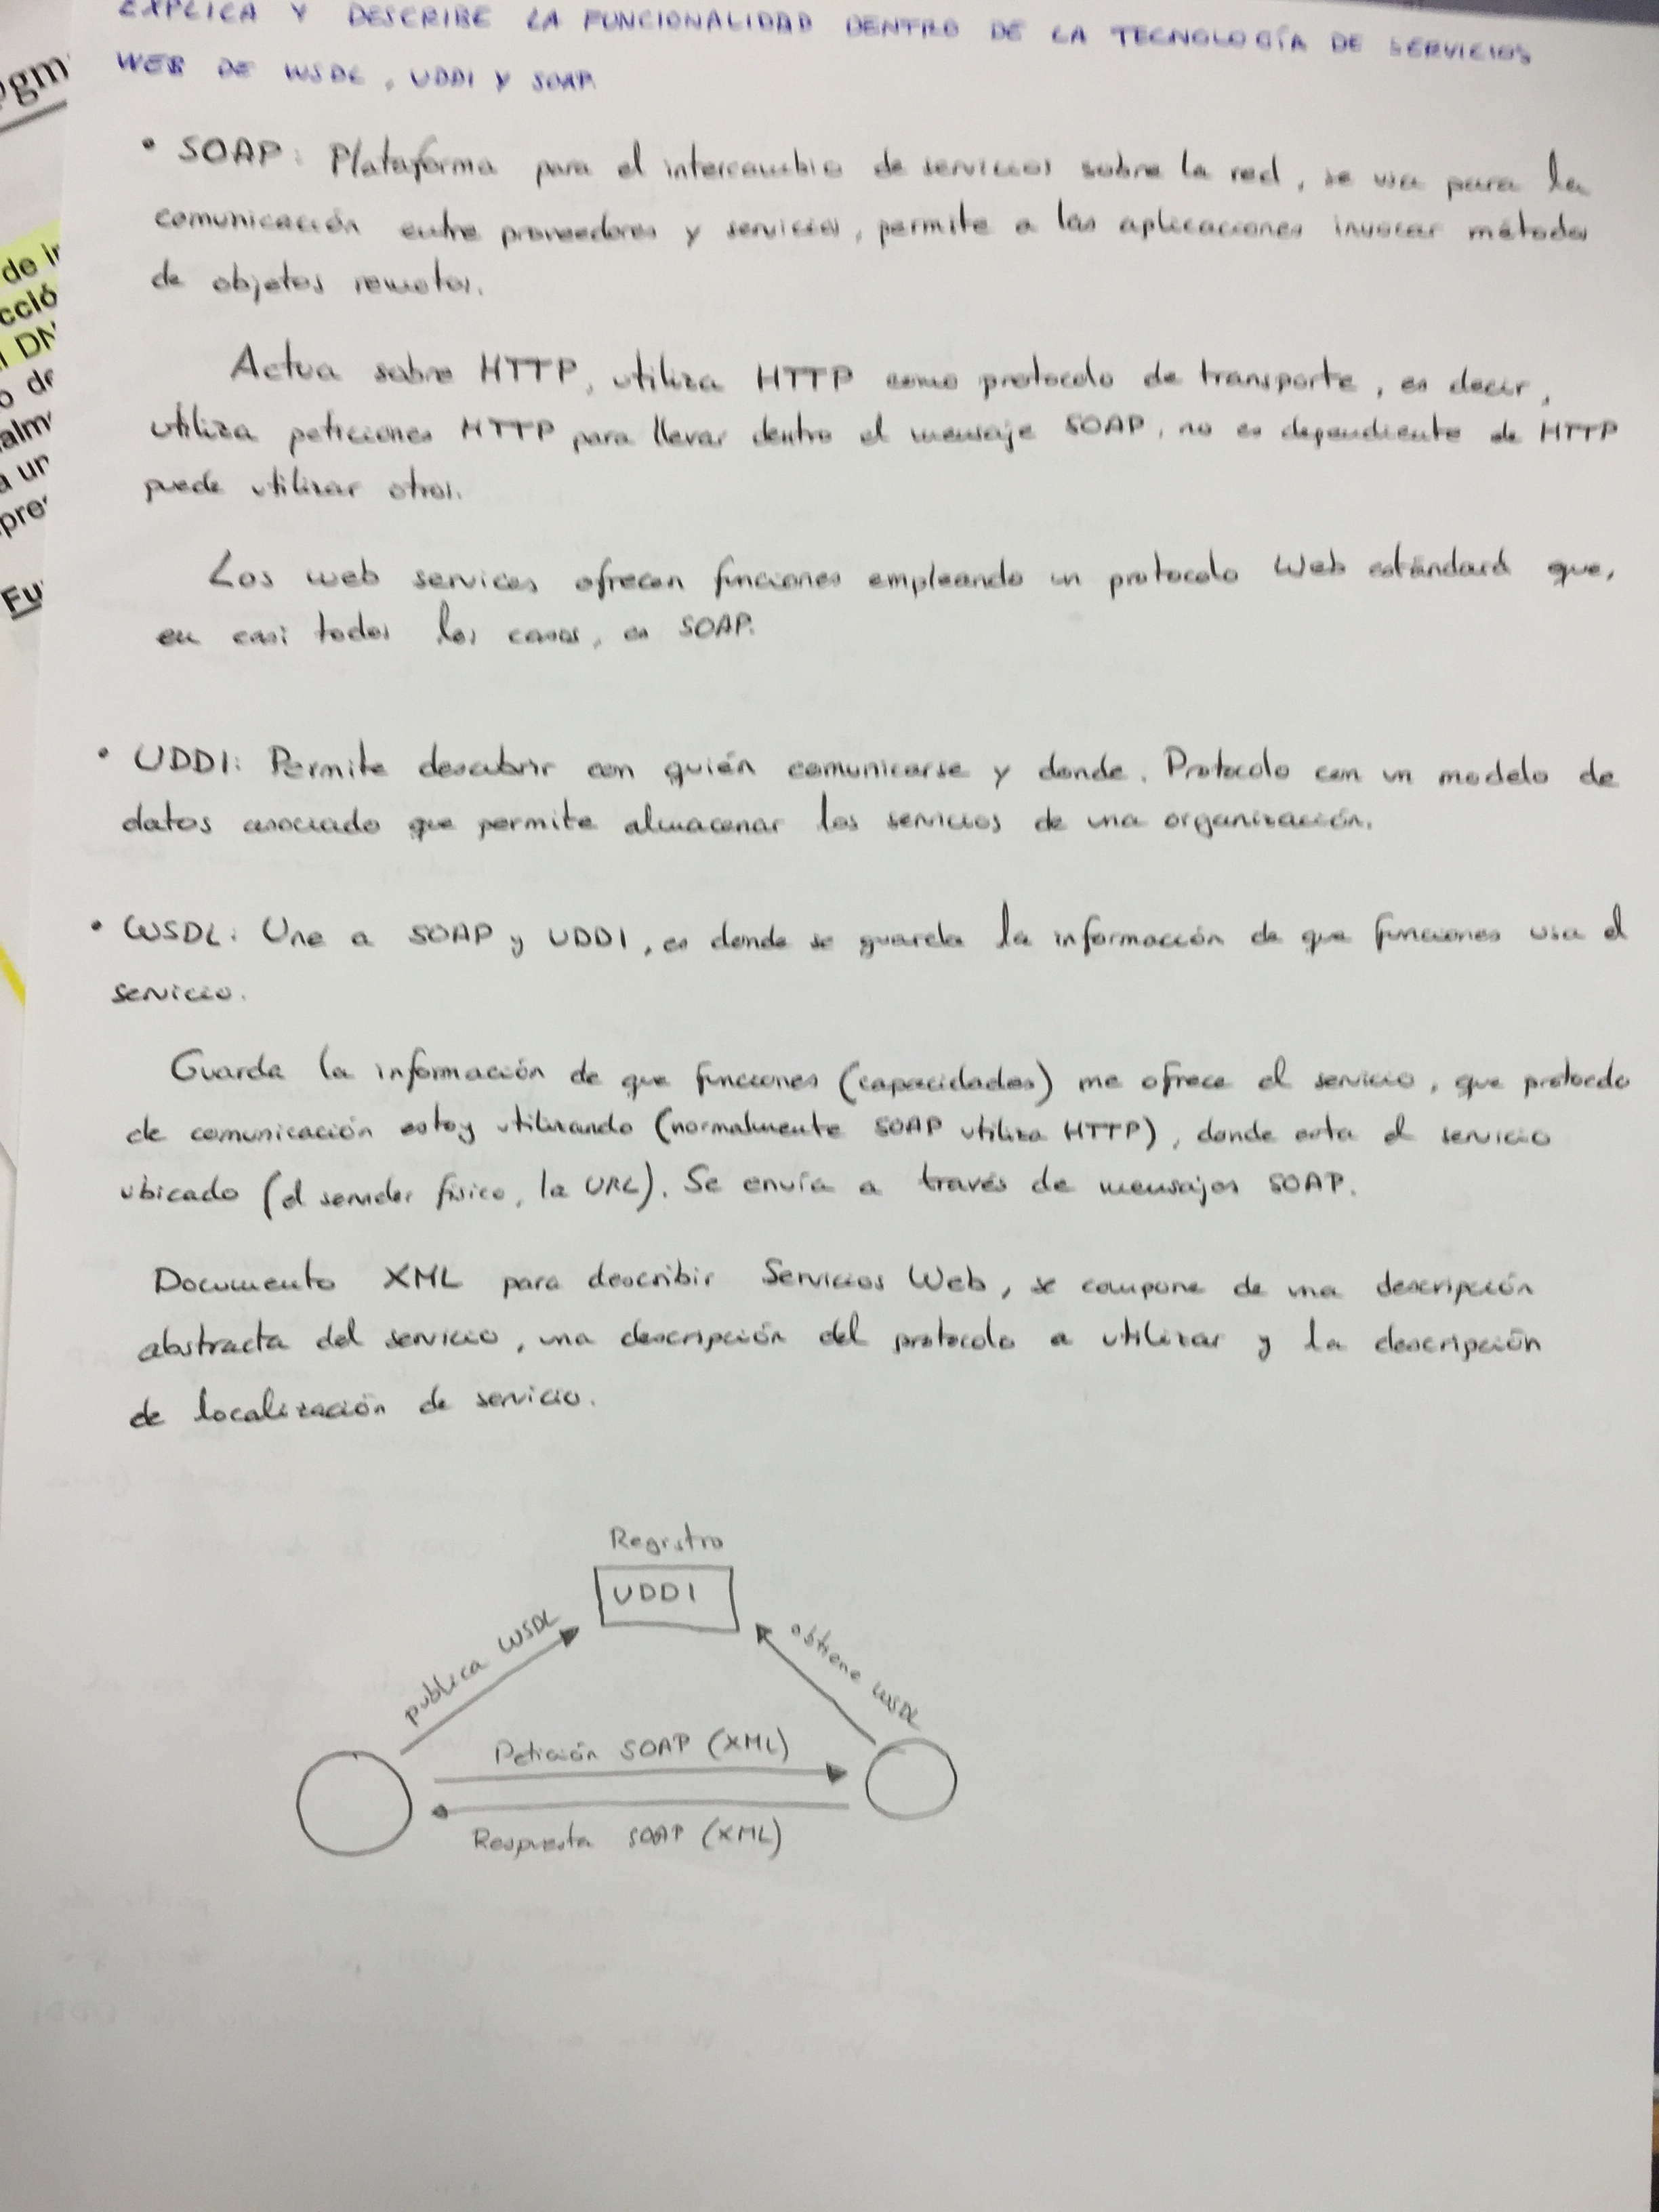 EXPLICA Y DESCRIBE LA FUNCIONALIDAD DENTRO DE LA TECNOLOGÍA DE SERVICIOS
WEB DE WSDL, UDDI Y SOAP.
• SOAP: Plataforma para el intercambio de servicios sobre la red, se usa para la
comunicación entre proveedores y servicios, permite a las aplicaciones invocar métodos
de objetos remotos.
Actua sobre HTTP, utiliza HTTP como protocolo de transporte, es decir,
utiliza peticiones HTTP para llevar dentro el mensaje SOAP, no es dependiente de HTTP
puede utilizar otros.
Los web services ofrecen funciones empleando un protocolo Web estándard que,
en casi todos los casos, es SOAP.
• UDDI: Permite descubrir con quién comunicarse y donde. Protocolo con un modelo de
datos asociado que permite almacenar los servicios de una organización.
• WSDL: Une a SOAP y UDDI, es donde se guarda la información de que funciones usa el
servicio.
Guarda la información de que funciones (capacidades) me ofrece el servicio, que protocolo
de comunicación estoy utilizando (normalmente SOAP utiliza HTTP), donde esta el servicio
ubicado (el servidor físico, la URL). Se envía a través de mensajes SOAP.
Documento XML para describir Servicios Web, se compone de una descripción
abstracta del servicio, una descripción del protocolo a utilizar y la descripción
de localización de servicio.
Registro
UDDI
publica WSDL
obtiene WSDL
Petición SOAP (XML)
Respuesta SOAP (XML)
ogm
de in
cció
DN
o de
alm
a un
pre
Fu